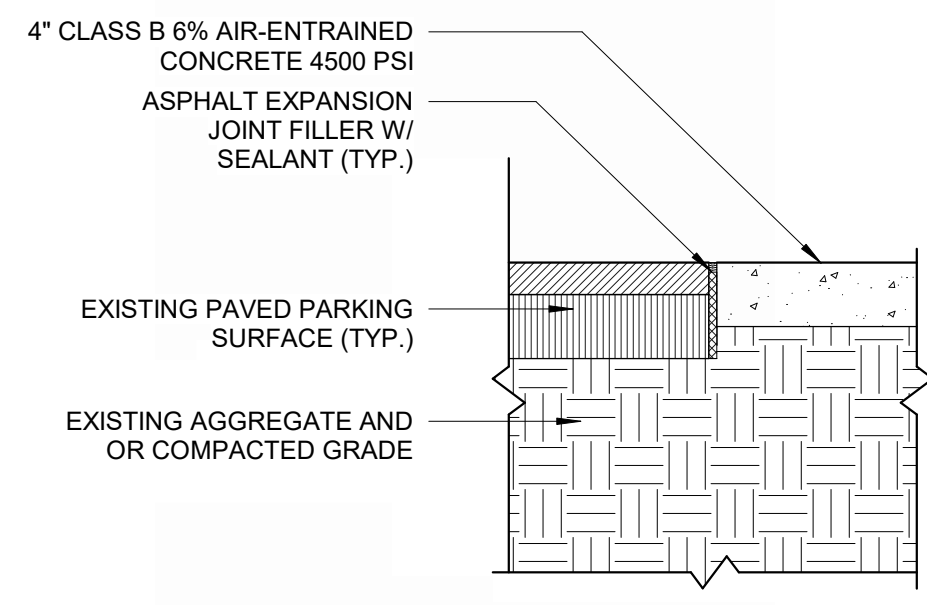 4" CLASS B 6% AIR-ENTRAINED
CONCRETE 4500 PSI
ASPHALT EXPANSION
JOINT FILLER W/
SEALANT (TYP.)
EXISTING PAVED PARKING
SURFACE (TYP.)
EXISTING AGGREGATE AND
OR COMPACTED GRADE